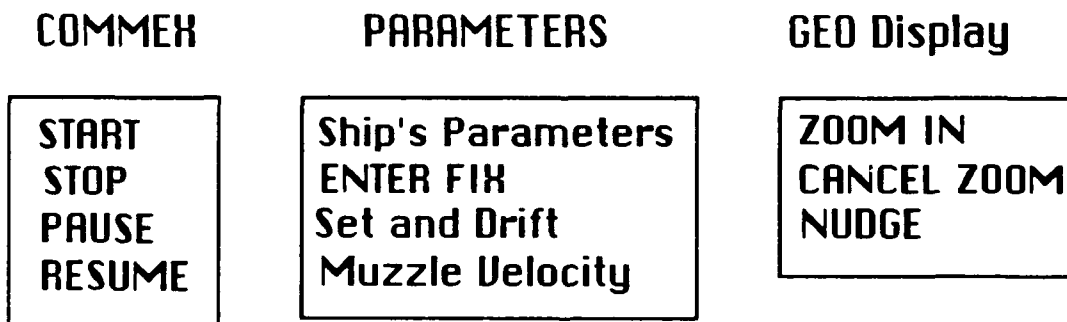 COMMEX
PARAMETERS
GEO Display
START
STOP
PAUSE
RESUME
Ship's Parameters
ENTER FIX
Set and Drift
Muzzle Velocity
ZOOM IN
CANCEL ZOOM
NUDGE